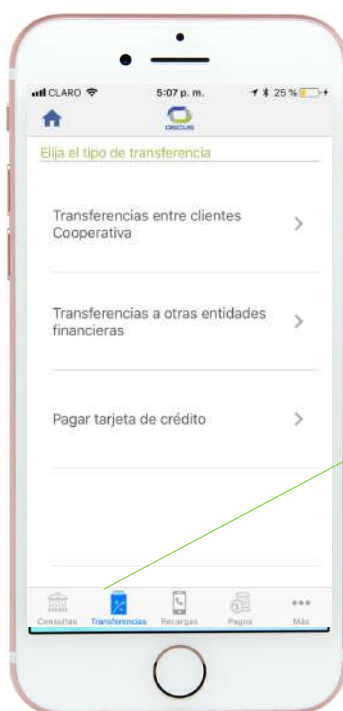 CLARO 5:07 p. m. 25 %
OSCUS
Elija el tipo de transferencia
Transferencias entre clientes
Cooperativa
Transferencias a otras entidades
financieras
Pagar tarjeta de crédito
Consultas Transferencias Recargas Pagos Más